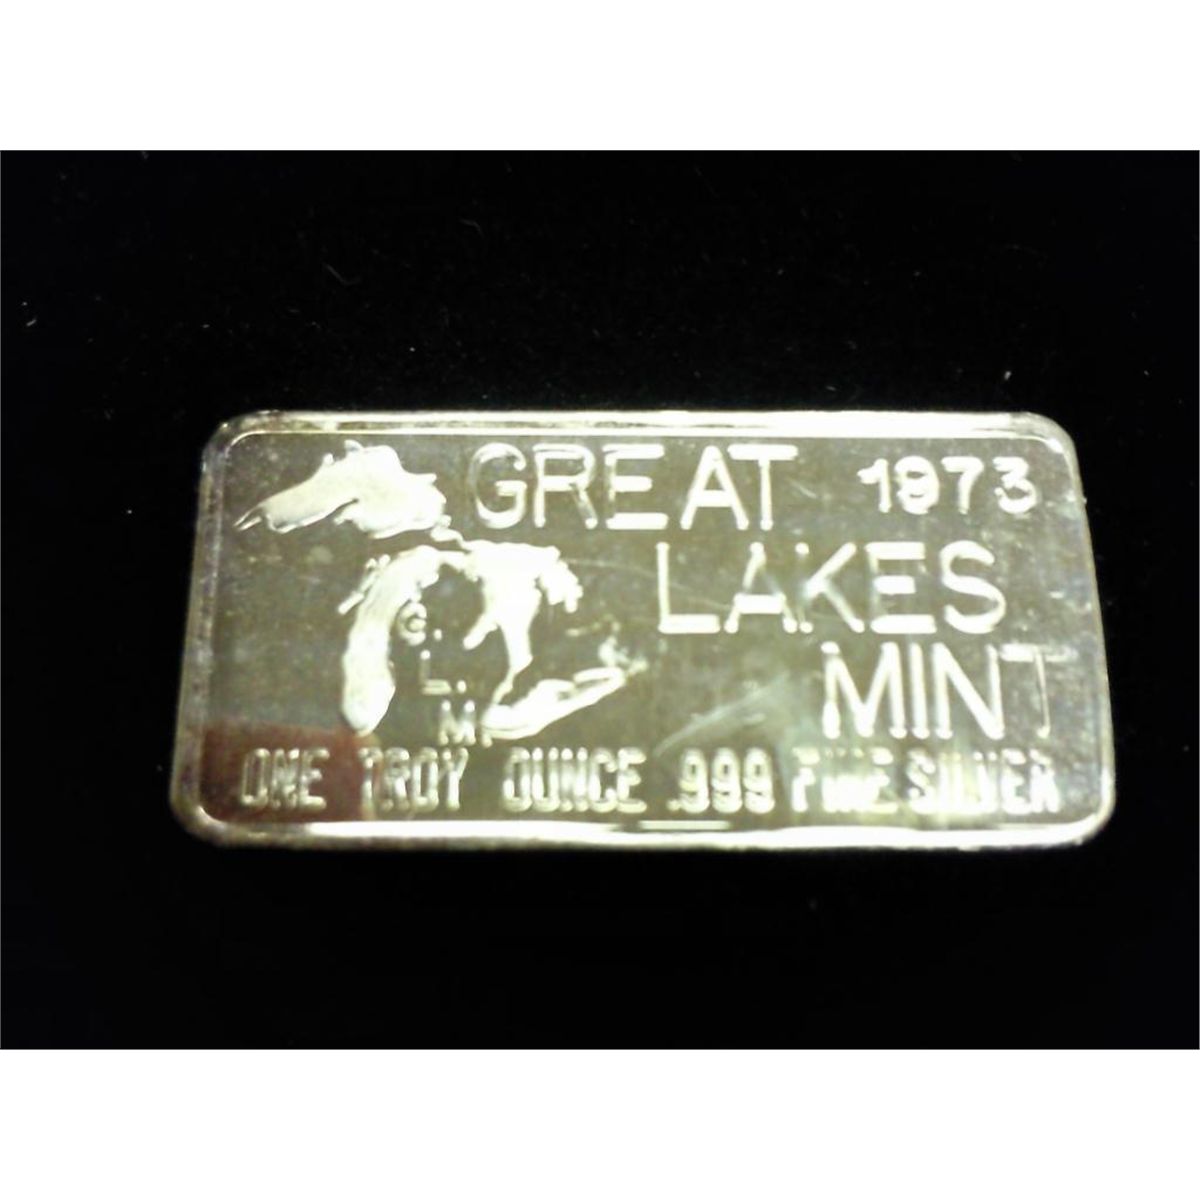 GREAT 1973
LAKES
MINT
G.
L.
M.
ONE TROY OUNCE .999 FINE SILVER